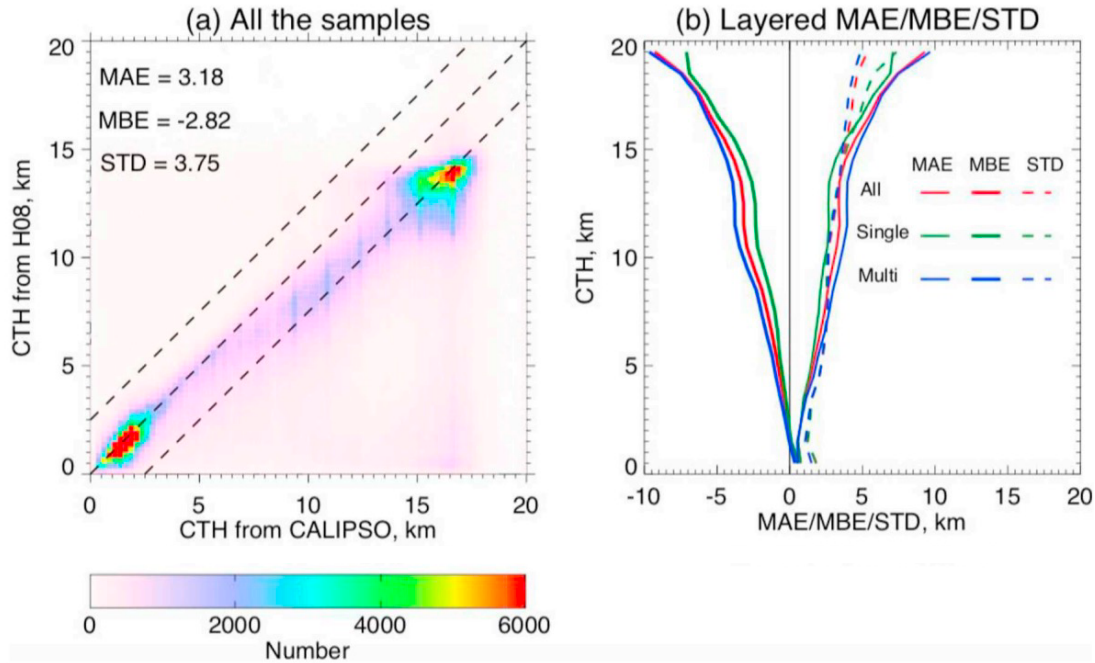 (a) All the samples
20
15
10
5
0
CTH from H08, km
MAE = 3.18
MBE = -2.82
STD = 3.75
0 5 10 15 20
CTH from CALIPSO, km
0 2000 4000 6000
Number
(b) Layered MAE/MBE/STD
20
15
10
5
0
CTH, km
MAE MBE STD
All
Single
Multi
-10 -5 0 5 10 15 20
MAE/MBE/STD, km